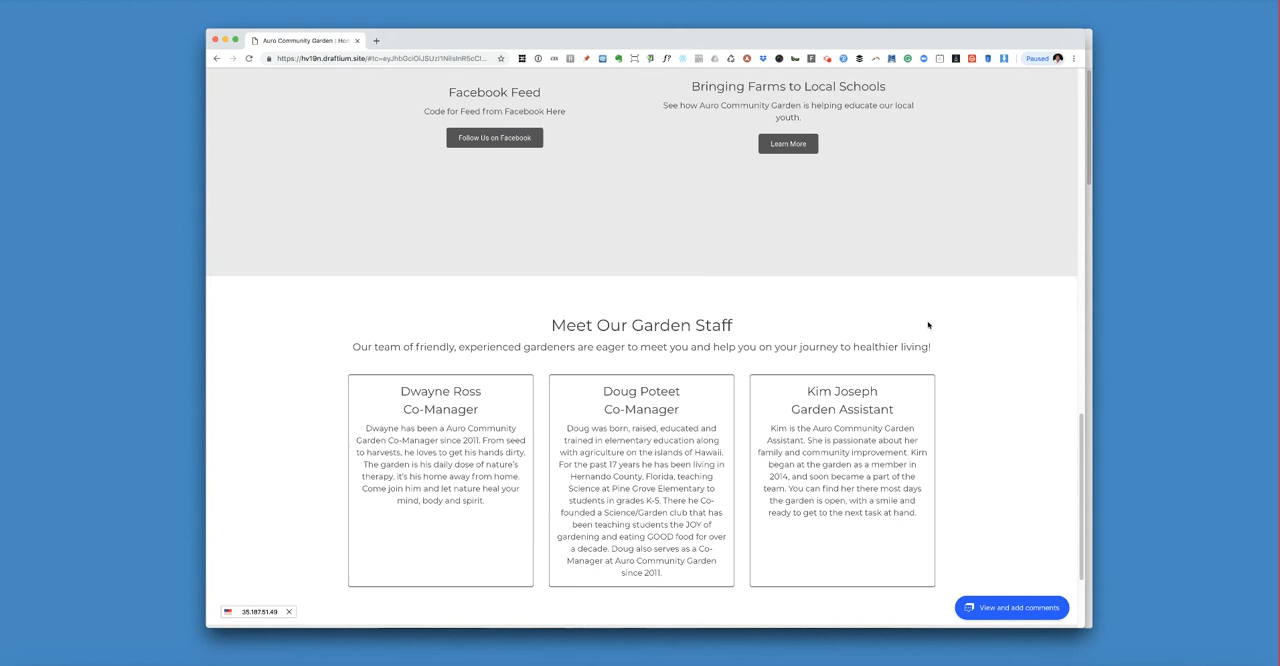 Auro Community Garden | Hom
https://hv19n.draftium.site/#tc=eyJhbGciOiJSUzI1NiIsInR5cCI...
Paused
Facebook Feed
Code for Feed from Facebook Here
Follow Us on Facebook
Bringing Farms to Local Schools
See how Auro Community Garden is helping educate our local
youth.
Learn More
Meet Our Garden Staff
Our team of friendly, experienced gardeners are eager to meet you and help you on your journey to healthier living!
Dwayne Ross
Co-Manager
Dwayne has been a Auro Community
Garden Co-Manager since 2011. From seed
to harvests, he loves to get his hands dirty.
The garden is his daily dose of nature's
therapy, it's his home away from home.
Come join him and let nature heal your
mind, body and spirit.
Doug Poteet
Co-Manager
Doug was born, raised, educated and
trained in elementary education along
with agriculture on the islands of Hawaii.
For the past 17 years he has been living in
Hernando County, Florida, teaching
Science at Pine Grove Elementary to
students in grades K-5. There he Co-
founded a Science/Garden club that has
been teaching students the JOY of
gardening and eating GOOD food for over
a decade. Doug also serves as a Co-
Manager at Auro Community Garden
since 2011.
Kim Joseph
Garden Assistant
Kim is the Auro Community Garden
Assistant. She is passionate about her
family and community improvement. Kim
began at the garden as a member in
2014, and soon became a part of the
team. You can find her there most days
the garden is open, with a smile and
ready to get to the next task at hand.
35.187.51.49
View and add comments